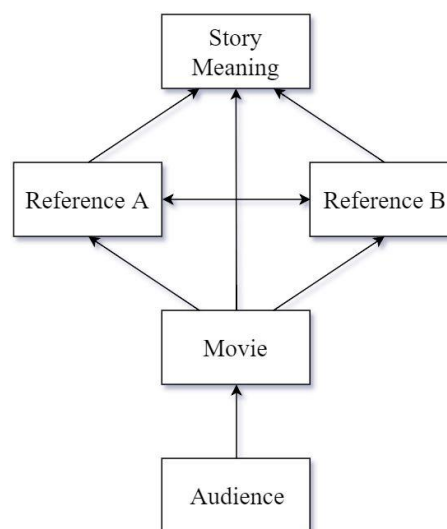 Story
Meaning
Reference A
Reference B
Movie
Audience